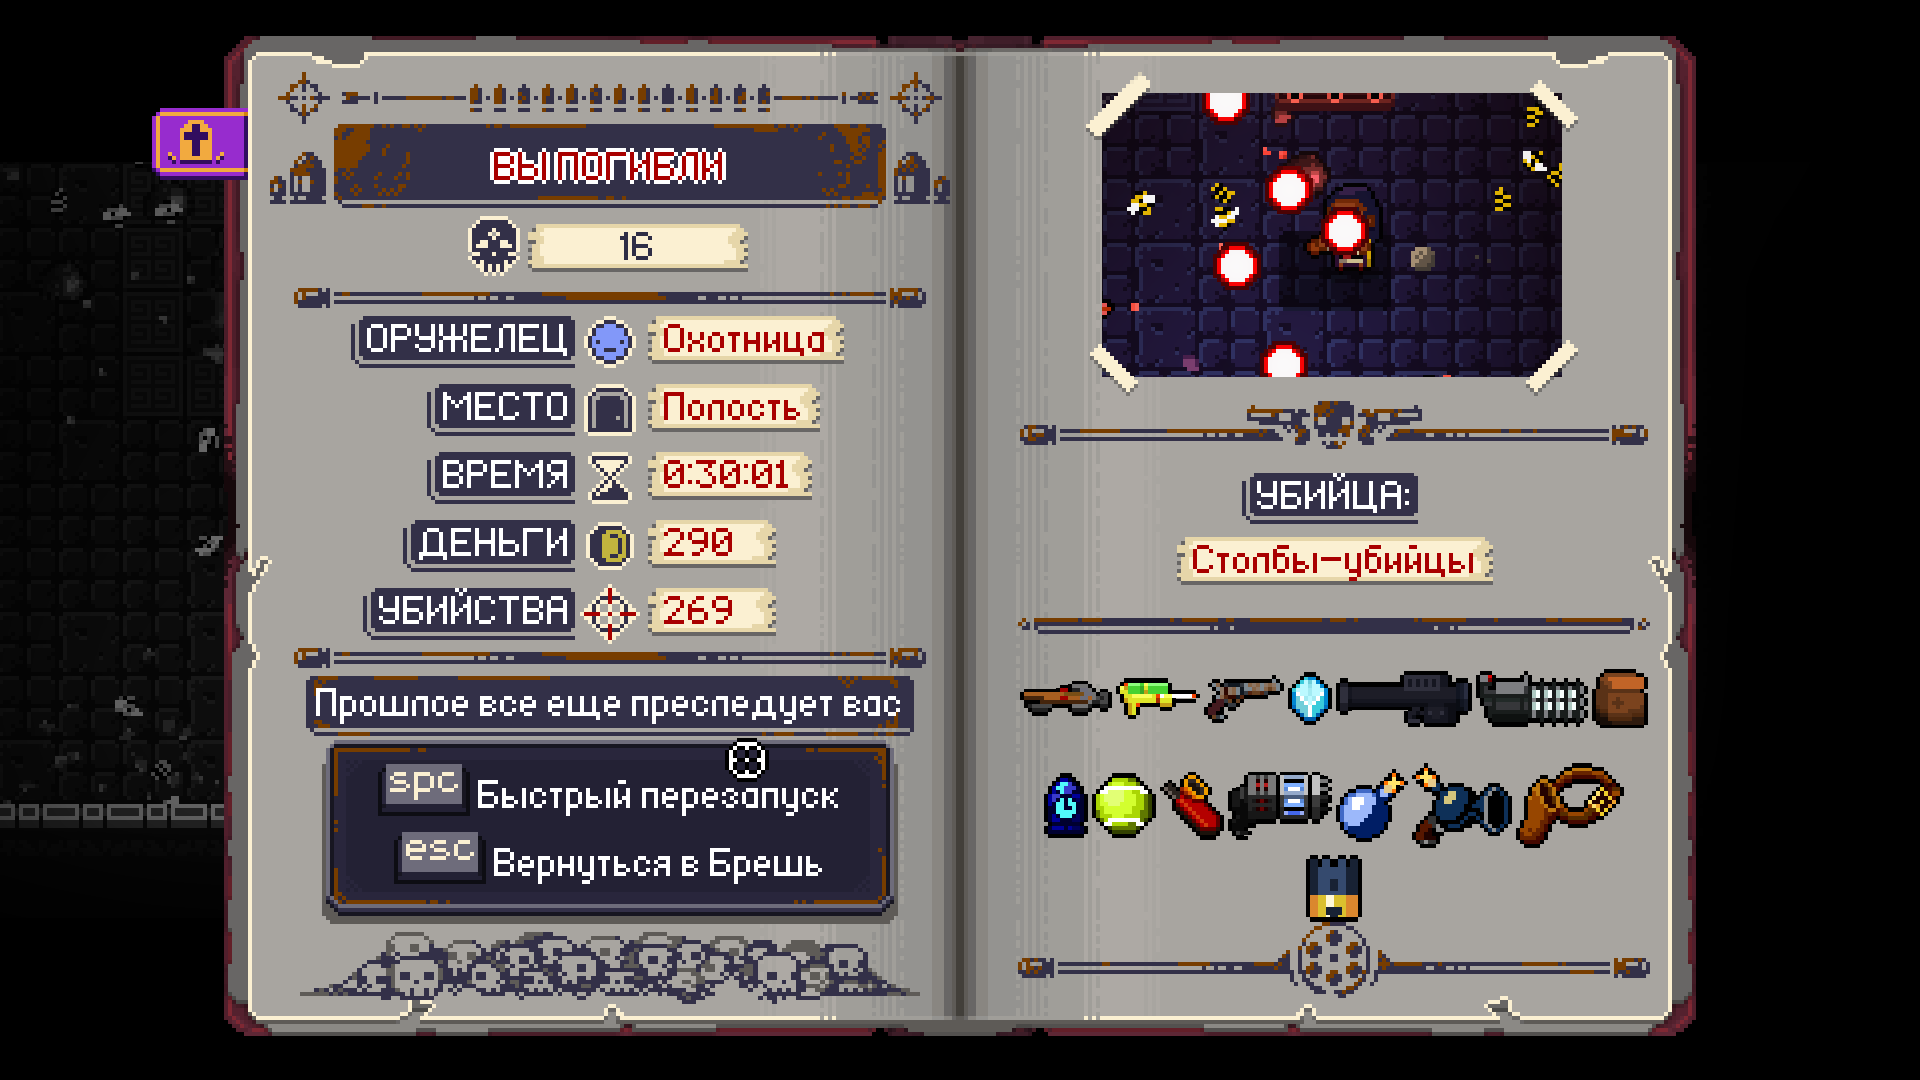 ВЫ ПОГИБЛИ
16
ОРУЖЕЛЕЦ Охотница
МЕСТО Полость
ВРЕМЯ 0:30:01
ДЕНЬГИ 290
УБИЙСТВА 269
Прошлое все еще преследует вас
spc Быстрый перезапуск
esc Вернуться в Брешь
УБИЙЦА:
Столбы-убийцы